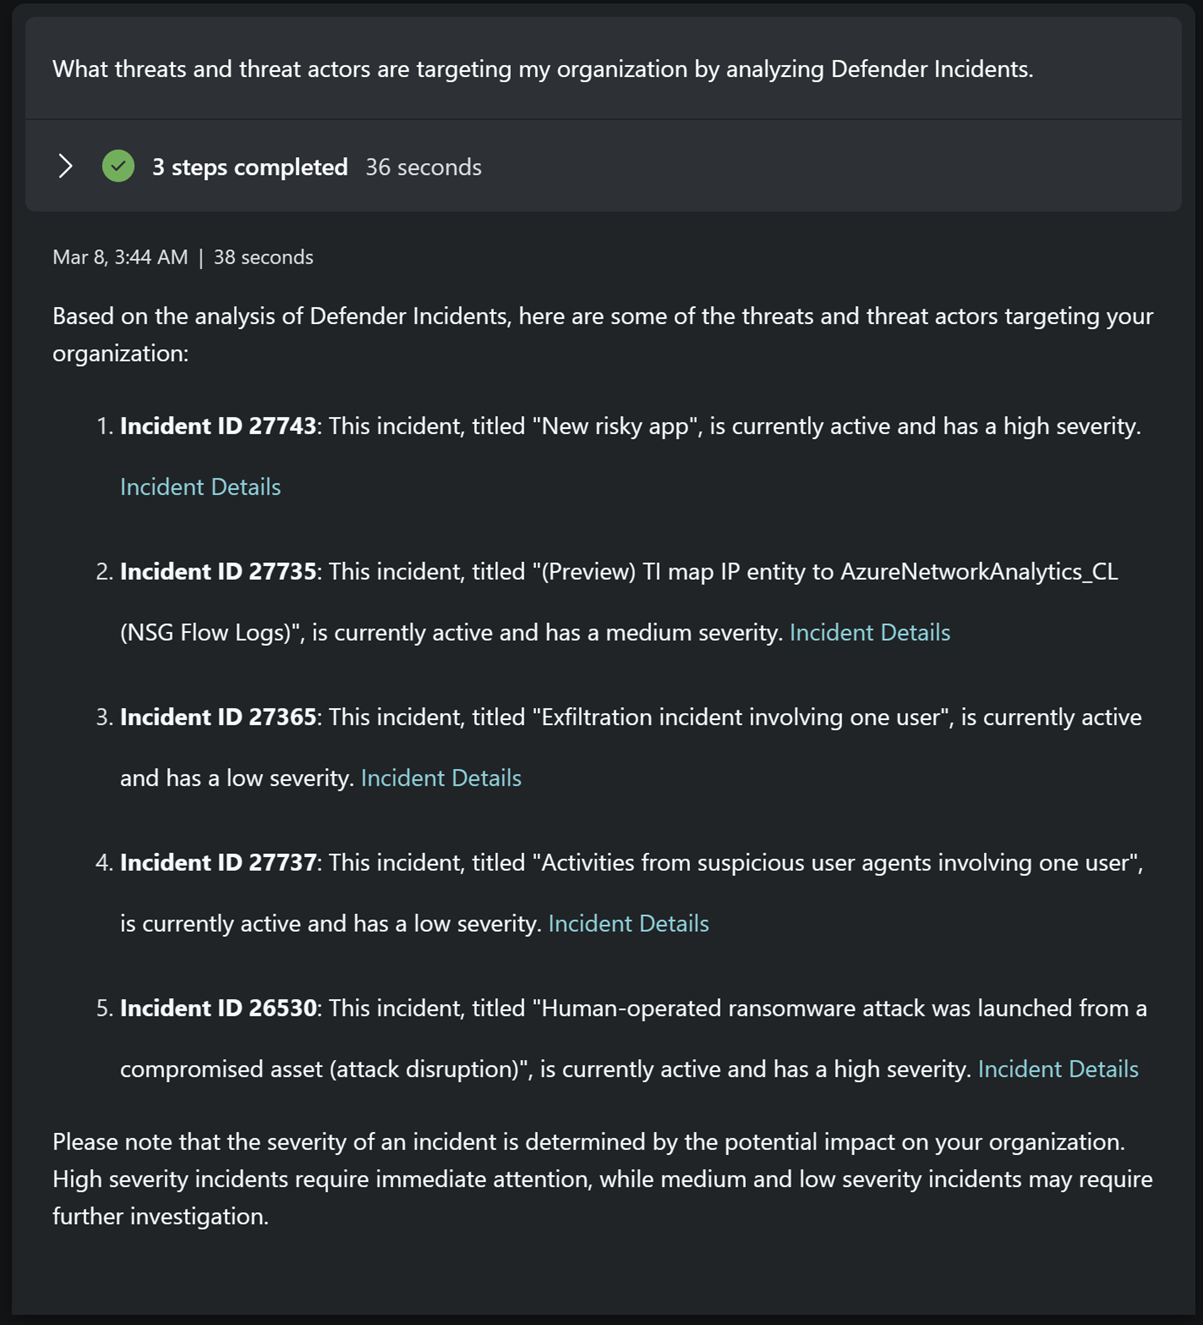 What threats and threat actors are targeting my organization by analyzing Defender Incidents.
3 steps completed 36 seconds
Mar 8, 3:44 AM | 38 seconds
Based on the analysis of Defender Incidents, here are some of the threats and threat actors targeting your
organization:
1. Incident ID 27743: This incident, titled "New risky app", is currently active and has a high severity.
Incident Details
2. Incident ID 27735: This incident, titled "(Preview) TI map IP entity to AzureNetworkAnalytics_CL
(NSG Flow Logs)", is currently active and has a medium severity. Incident Details
3. Incident ID 27365: This incident, titled "Exfiltration incident involving one user", is currently active
and has a low severity. Incident Details
4. Incident ID 27737: This incident, titled "Activities from suspicious user agents involving one user",
is currently active and has a low severity. Incident Details
5. Incident ID 26530: This incident, titled "Human-operated ransomware attack was launched from a
compromised asset (attack disruption)", is currently active and has a high severity. Incident Details
Please note that the severity of an incident is determined by the potential impact on your organization.
High severity incidents require immediate attention, while medium and low severity incidents may require
further investigation.